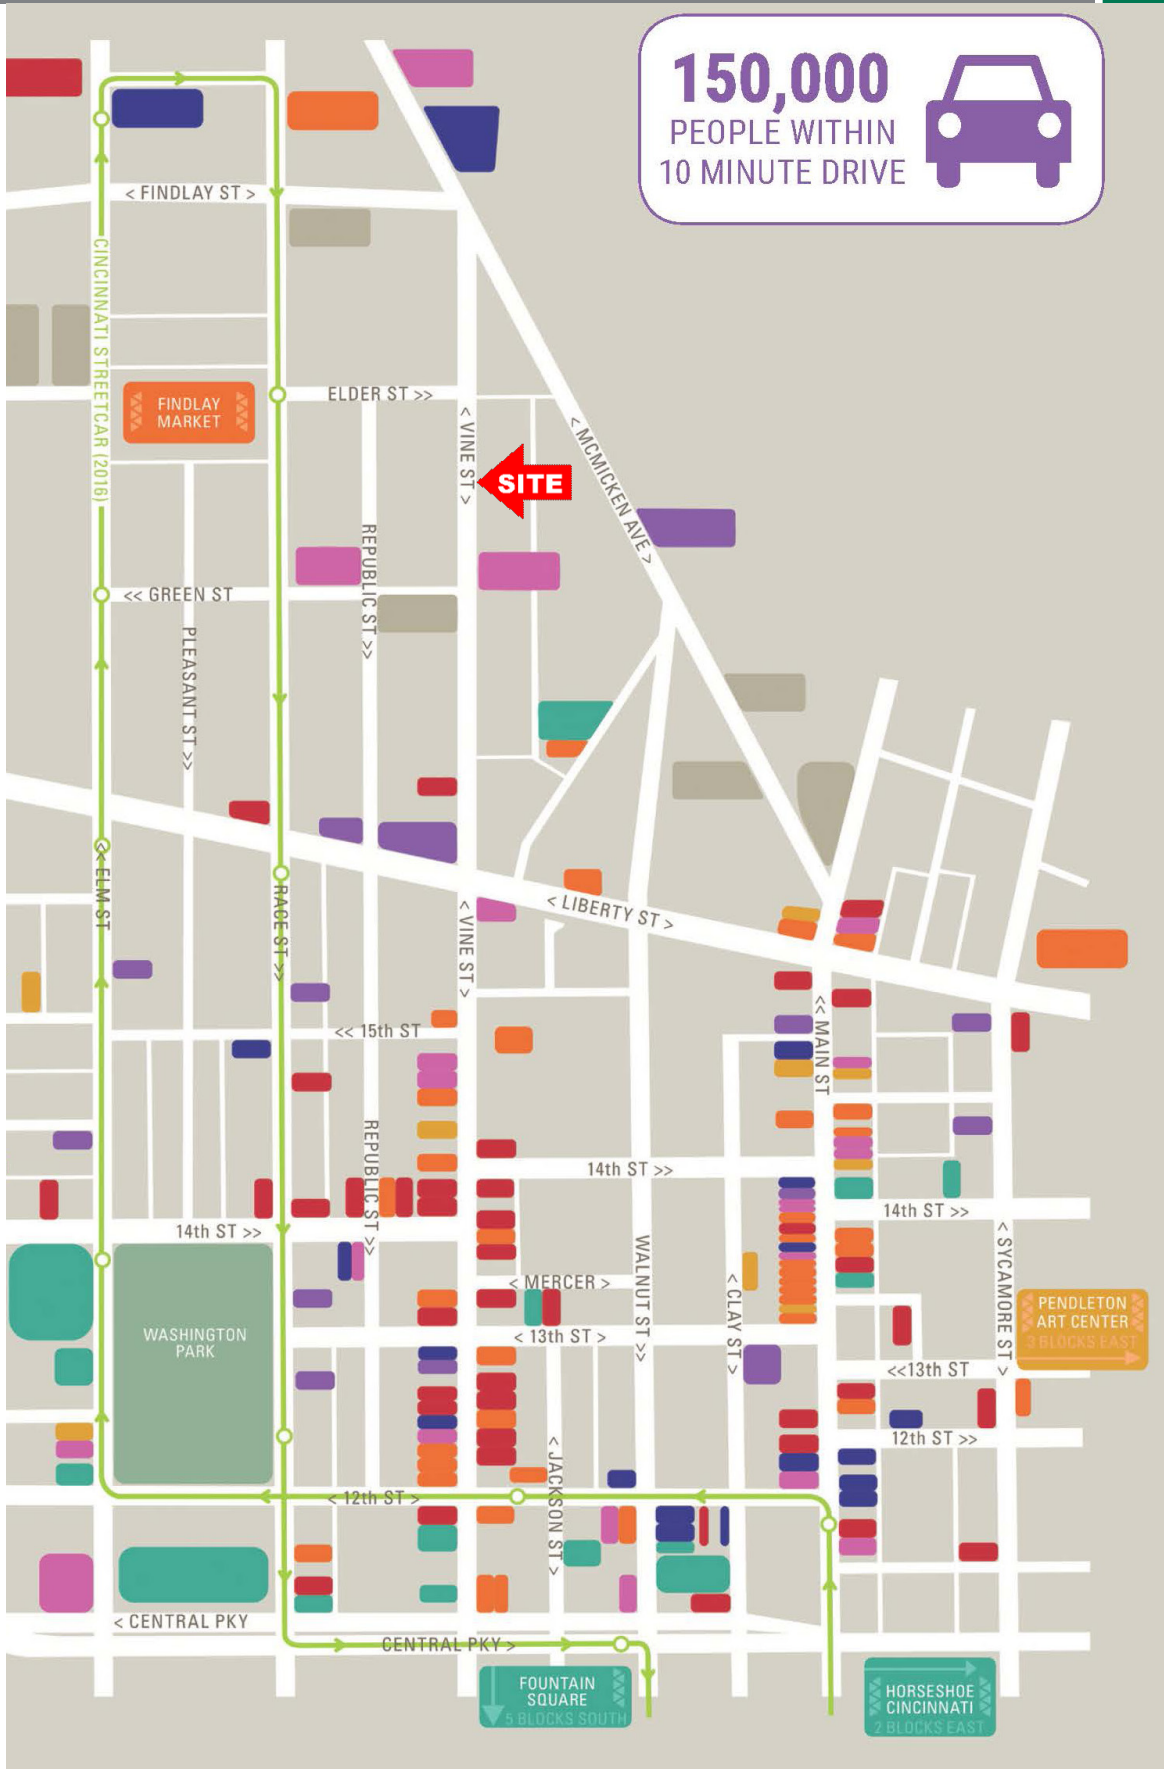 150,000
PEOPLE WITHIN
10 MINUTE DRIVE
< FINDLAY ST >
CINCINNATI STREETCAR (2016)
FINDLAY
MARKET
ELDER ST >>
< VINE ST >
SITE
< MCMICKEN AVE >
REPUBLIC ST >>
<< GREEN ST
PLEASANT ST >>
<< ELM ST
RACE ST >>
< VINE ST >
< LIBERTY ST >
<< 15th ST
<< MAIN ST
REPUBLIC ST >>
14th ST >>
14th ST >>
14th ST >>
WALNUT ST >>
< SYCAMORE ST >
< MERCER >
< CLAY ST >
WASHINGTON
PARK
< 13th ST >
PENDLETON
ART CENTER
3 BLOCKS EAST
<<13th ST
12th ST >>
< JACKSON ST >
< 12th ST >
< CENTRAL PKY
CENTRAL PKY >
FOUNTAIN
SQUARE
5 BLOCKS SOUTH
HORSESHOE
CINCINNATI
2 BLOCKS EAST